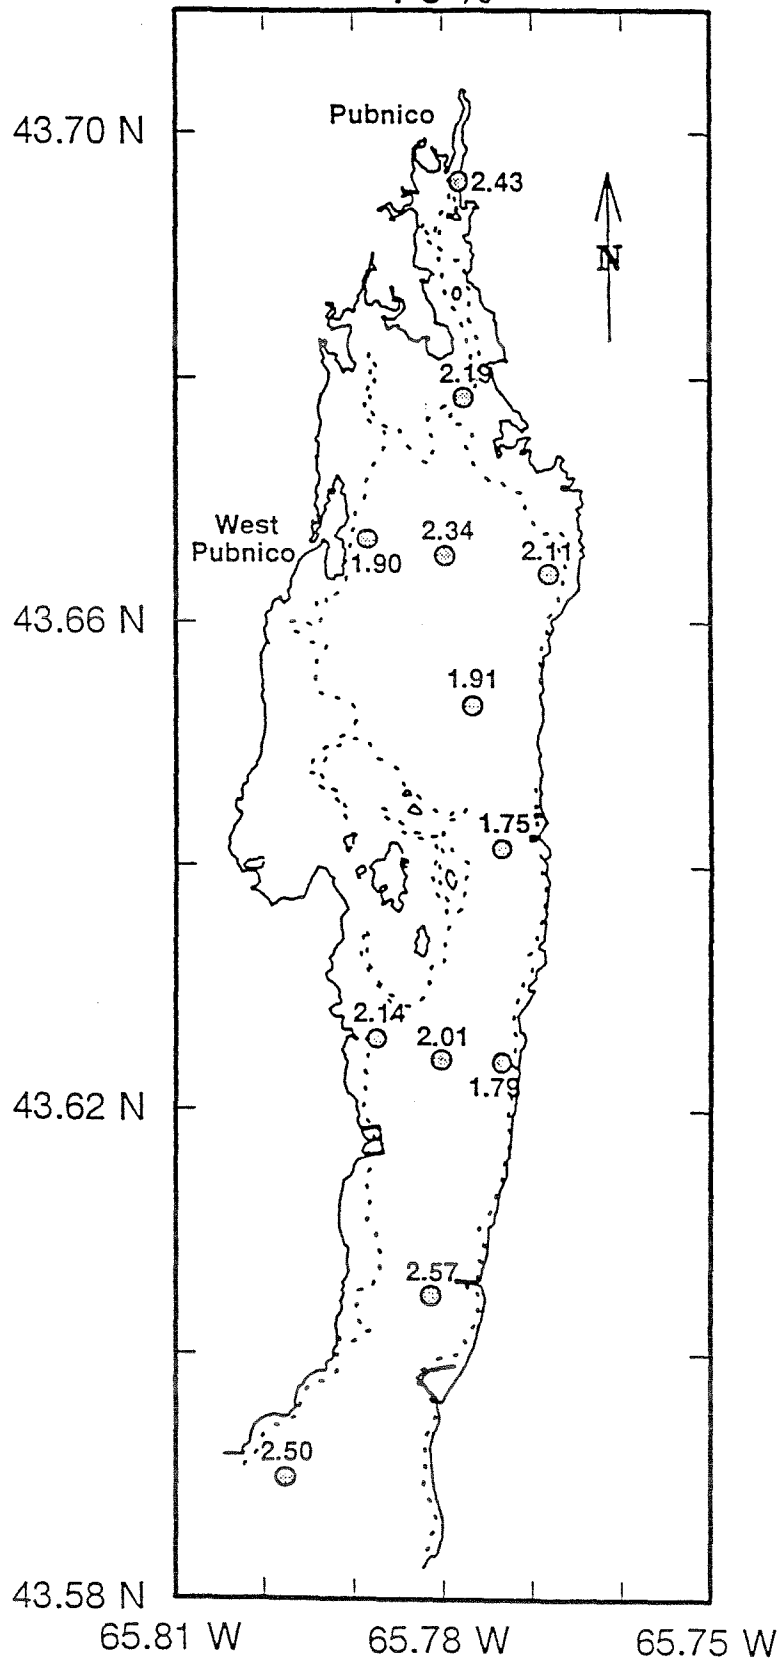 Pubnico
43.70 N
2.43
N
2.19
West
Pubnico
2.34
2.11
1.90
43.66 N
1.91
1.75
2.14
2.01
1.79
43.62 N
2.57
2.50
43.58 N
65.81 W
65.78 W
65.75 W